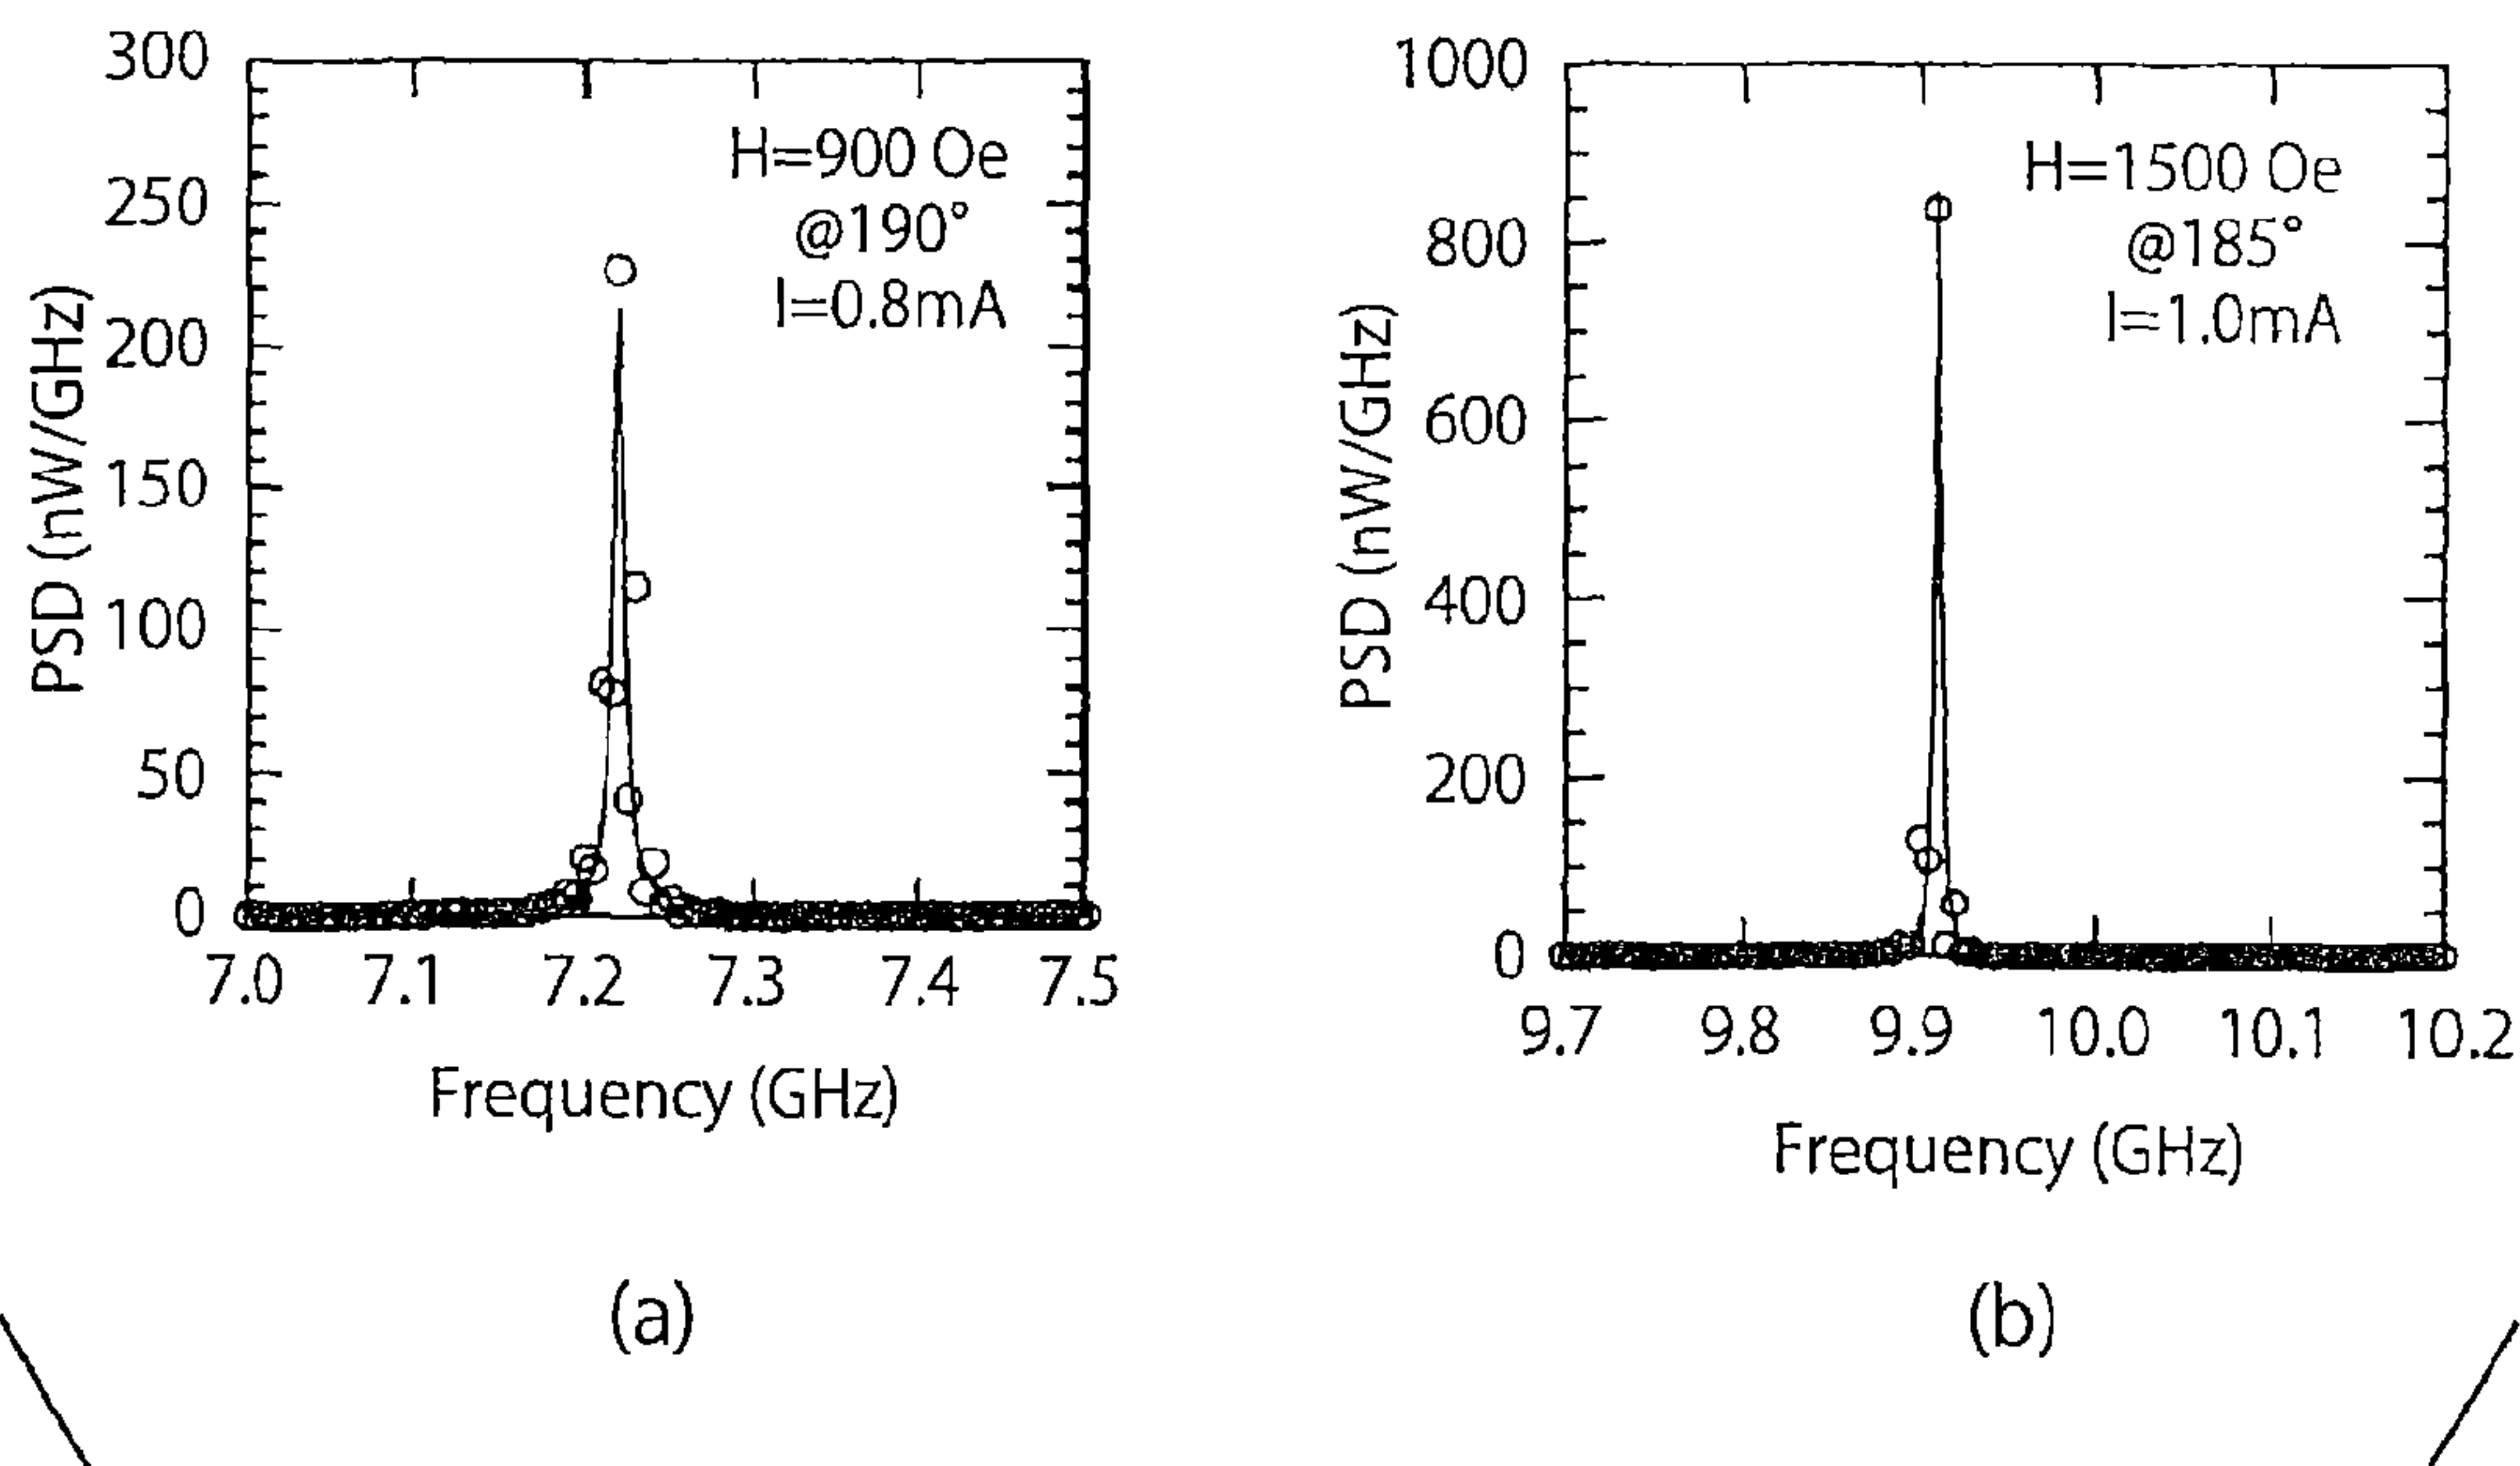 300
250
200
150
100
50
0
PSD (nW/GHz)
H=900 Oe
@190°
I=0.8mA
7.0 7.1 7.2 7.3 7.4 7.5
Frequency (GHz)
(a)
1000
800
600
400
200
0
PSD (nW/GHz)
H=1500 Oe
@185°
I=1.0mA
9.7 9.8 9.9 10.0 10.1 10.2
Frequency (GHz)
(b)